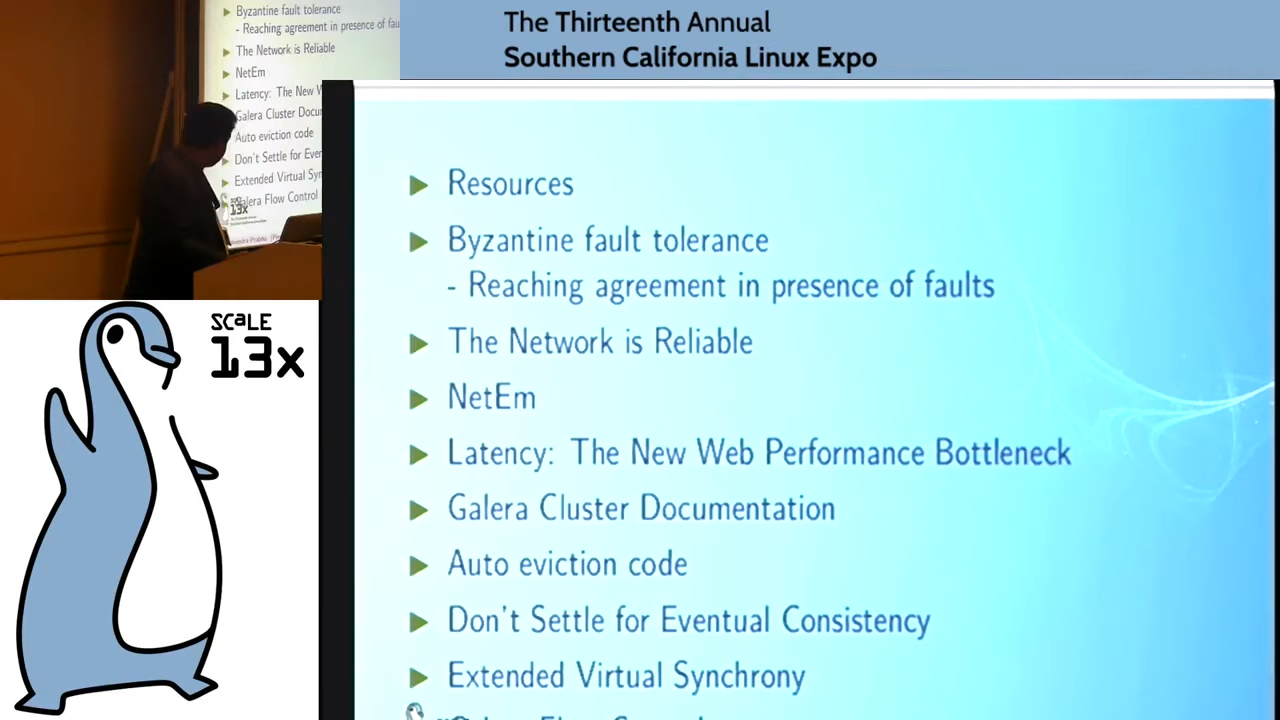 The Thirteenth Annual
Southern California Linux Expo
Byzantine fault tolerance
- Reaching agreement in presence of fau
The Network is Reliable
NetEm
Latency: The New W
Galera Cluster Docu
Auto eviction code
Don't Settle for Even
Extended Virtual Syn
Galera Flow Control
13x
SCaLE
13x
Resources
Byzantine fault tolerance
- Reaching agreement in presence of faults
The Network is Reliable
NetEm
Latency: The New Web Performance Bottleneck
Galera Cluster Documentation
Auto eviction code
Don't Settle for Eventual Consistency
Extended Virtual Synchrony